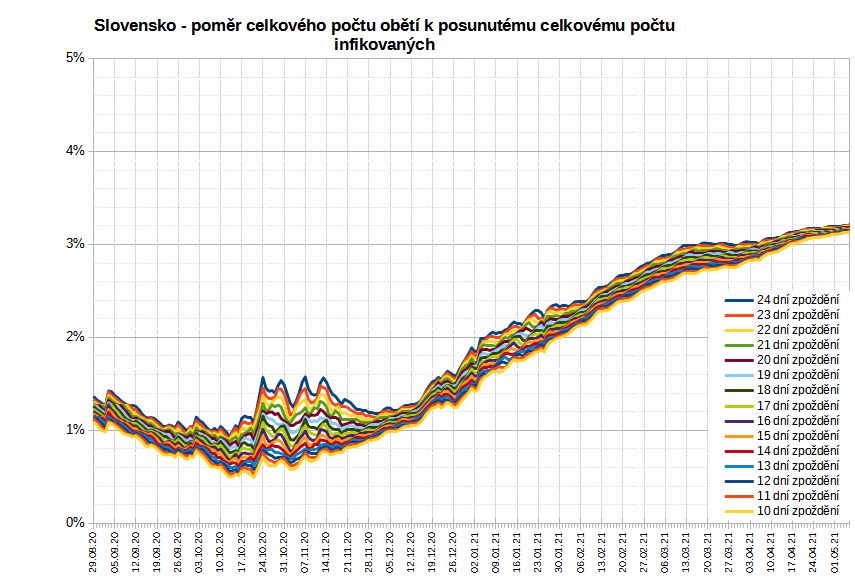 Slovensko - poměr celkového počtu obětí k posunutému celkovému počtu
infikovaných
5%
4%
3%
2%
1%
0%
24 dní zpoždění
23 dní zpoždění
22 dní zpoždění
21 dní zpoždění
20 dní zpoždění
19 dní zpoždění
18 dní zpoždění
17 dní zpoždění
16 dní zpoždění
15 dní zpoždění
14 dní zpoždění
13 dní zpoždění
12 dní zpoždění
11 dní zpoždění
10 dní zpoždění
29.08.20
05.09.20
12.09.20
19.09.20
26.09.20
03.10.20
10.10.20
17.10.20
24.10.20
31.10.20
07.11.20
14.11.20
21.11.20
28.11.20
05.12.20
12.12.20
19.12.20
26.12.20
02.01.21
09.01.21
16.01.21
23.01.21
30.01.21
06.02.21
13.02.21
20.02.21
27.02.21
06.03.21
13.03.21
20.03.21
27.03.21
03.04.21
10.04.21
17.04.21
24.04.21
01.05.21